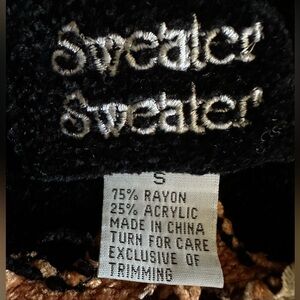 Sweater
Sweater
S
75% RAYON
25% ACRYLIC
MADE IN CHINA
TURN FOR CARE
EXCLUSIVE OF
TRIMMING